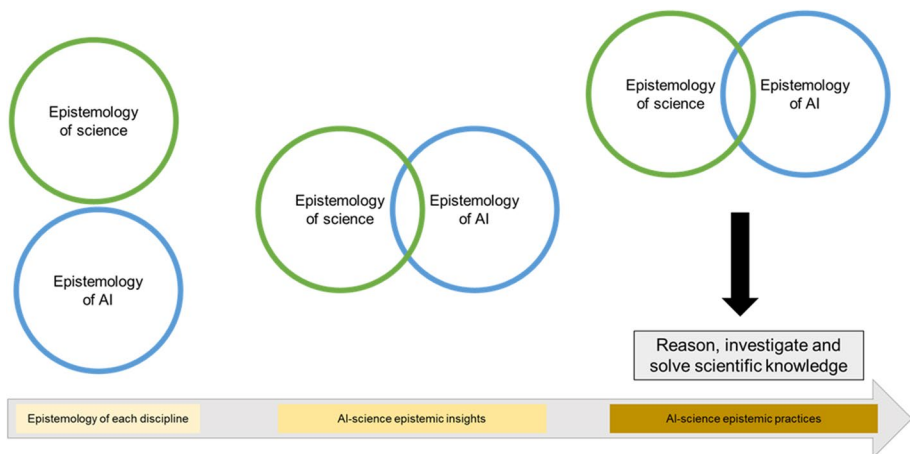 Epistemology
of science
Epistemology
of AI
Epistemology
of science
Epistemology
of AI
Epistemology
of science
Epistemology
of AI
Reason, investigate and
solve scientific knowledge
Epistemology of each discipline
AI-science epistemic insights
AI-science epistemic practices